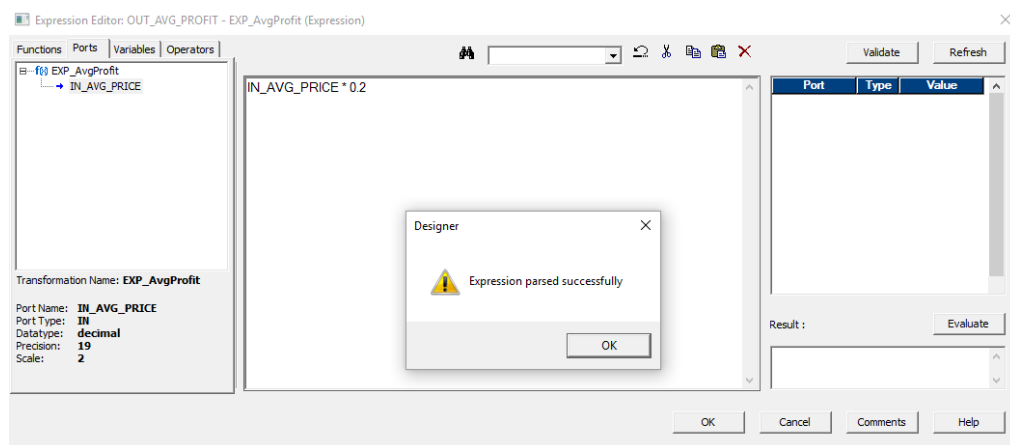 Expression Editor: OUT_AVG_PROFIT - EXP_AvgProfit (Expression)
Functions Ports Variables Operators
Validate Refresh
f(x) EXP_AvgProfit
IN_AVG_PRICE
IN_AVG_PRICE * 0.2
Port Type Value
Designer
Expression parsed successfully
OK
Transformation Name: EXP_AvgProfit
Port Name: IN_AVG_PRICE
Port Type: IN
Datatype: decimal
Precision: 19
Scale: 2
Result :
Evaluate
OK Cancel Comments Help